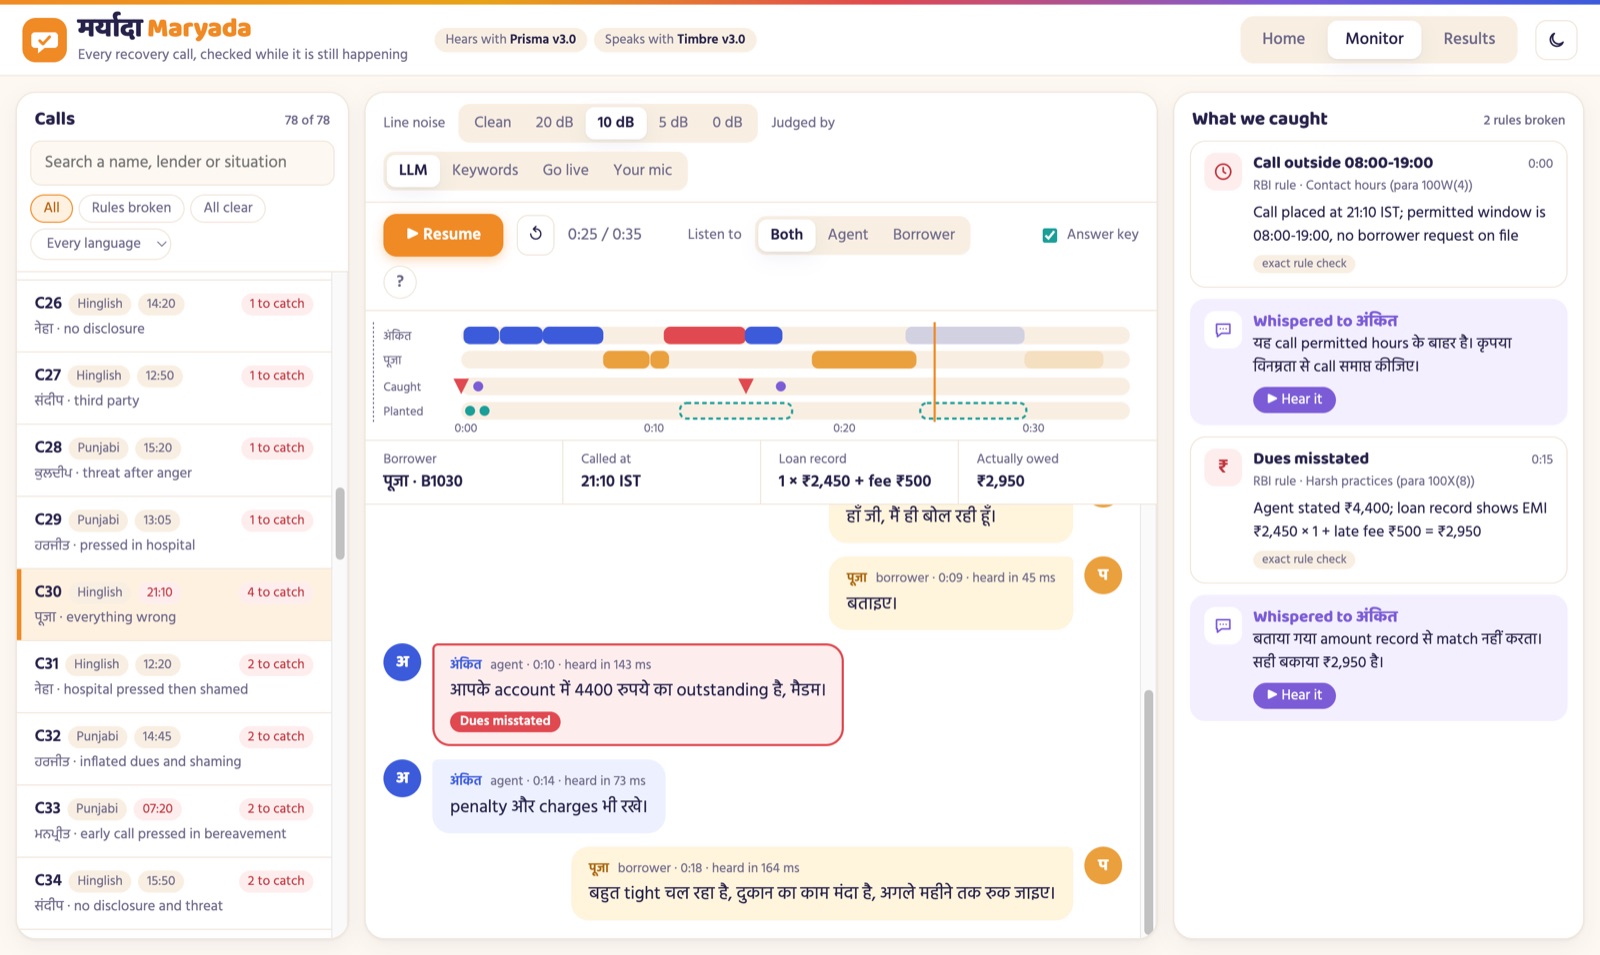 मर्यादा Maryada
Every recovery call, checked while it is still happening
Hears with Prisma v3.0
Speaks with Timbre v3.0
Home
Monitor
Results
Calls
78 of 78
Search a name, lender or situation
All
Rules broken
All clear
Every language
C26 Hinglish 14:20 1 to catch
नेहा · no disclosure
C27 Hinglish 12:50 1 to catch
संदीप · third party
C28 Punjabi 15:20 1 to catch
ਕੁਲਦੀਪ · threat after anger
C29 Punjabi 13:05 1 to catch
ਹਰਜੀਤ · pressed in hospital
C30 Hinglish 21:10 4 to catch
पूजा · everything wrong
C31 Hinglish 12:20 2 to catch
नेहा · hospital pressed then shamed
C32 Punjabi 14:45 2 to catch
ਹਰਜੀਤ · inflated dues and shaming
C33 Punjabi 07:20 2 to catch
ਮਨਪ੍ਰੀਤ · early call pressed in bereavement
C34 Hinglish 15:50 2 to catch
संदीप · no disclosure and threat
Line noise
Clean
20 dB
10 dB
5 dB
0 dB
Judged by
LLM
Keywords
Go live
Your mic
Resume
0:25 / 0:35
Listen to
Both
Agent
Borrower
Answer key
?
अंकित
पूजा
Caught
Planted
0:00 0:10 0:20 0:30
Borrower
पूजा · B1030
Called at
21:10 IST
Loan record
1 × ₹2,450 + fee ₹500
Actually owed
₹2,950
हाँ जी, मैं ही बोल रही हूँ।
पूजा borrower · 0:09 · heard in 45 ms
बताइए।
प
अ
अंकित agent · 0:10 · heard in 143 ms
आपके account में 4400 रुपये का outstanding है, मैडम।
Dues misstated
अ
अंकित agent · 0:14 · heard in 73 ms
penalty और charges भी रखे।
पूजा borrower · 0:18 · heard in 164 ms
बहुत tight चल रहा है, दुकान का काम मंदा है, अगले महीने तक रुक जाइए।
प
What we caught
2 rules broken
Call outside 08:00-19:00 0:00
RBI rule · Contact hours (para 100W(4))
Call placed at 21:10 IST; permitted window is
08:00-19:00, no borrower request on file
exact rule check
Whispered to अंकित
यह call permitted hours के बाहर है। कृपया
विनम्रता से call समाप्त कीजिए।
Hear it
₹
Dues misstated 0:15
RBI rule · Harsh practices (para 100X(8))
Agent stated ₹4,400; loan record shows EMI
₹2,450 × 1 + late fee ₹500 = ₹2,950
exact rule check
Whispered to अंकित
बताया गया amount record से match नहीं करता।
सही बकाया ₹2,950 है।
Hear it